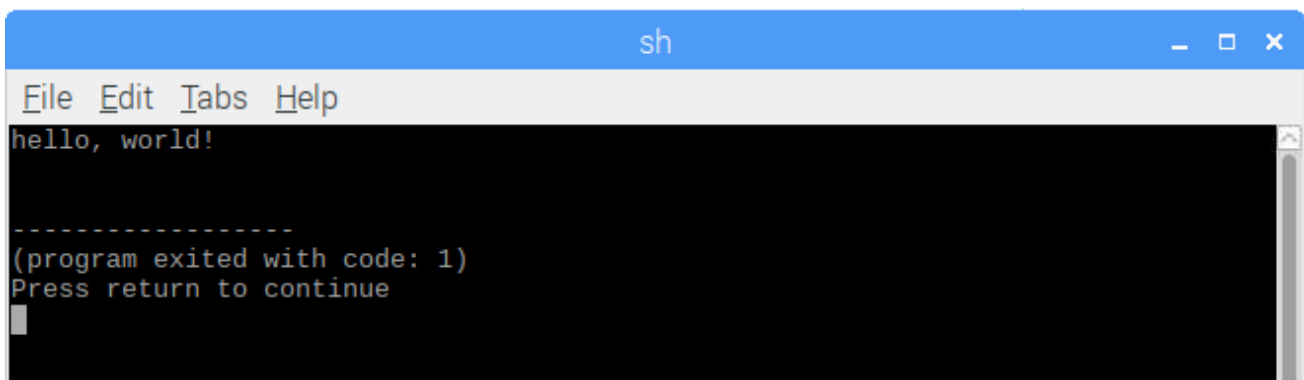 sh
File Edit Tabs Help
hello, world!
------------------
(program exited with code: 1)
Press return to continue